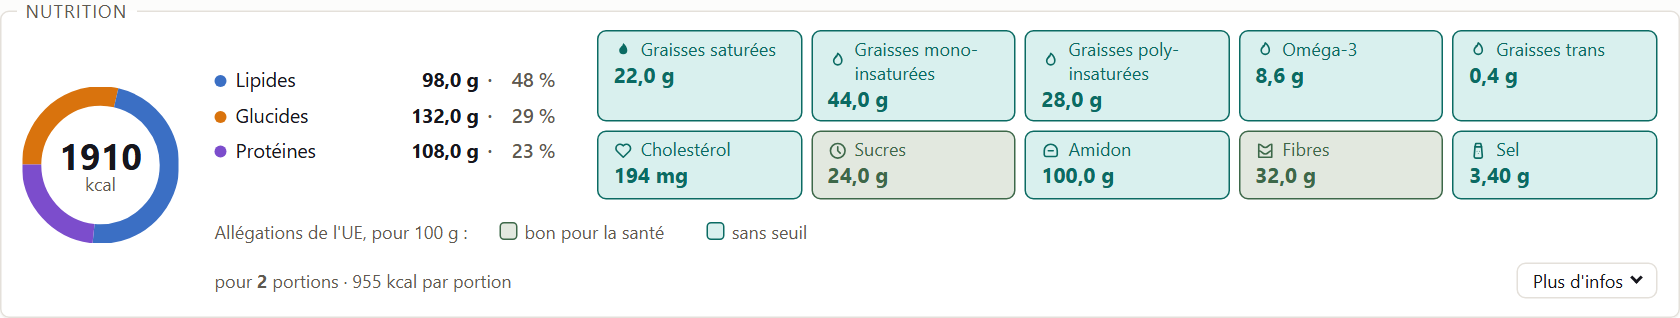 NUTRITION
1910
kcal
Lipides 98,0 g · 48 %
Glucides 132,0 g · 29 %
Protéines 108,0 g · 23 %
Graisses saturées
22,0 g
Graisses mono-
insaturées
44,0 g
Graisses poly-
insaturées
28,0 g
Oméga-3
8,6 g
Graisses trans
0,4 g
Cholestérol
194 mg
Sucres
24,0 g
Amidon
100,0 g
Fibres
32,0 g
Sel
3,40 g
Allégations de l'UE, pour 100 g : bon pour la santé sans seuil
pour 2 portions · 955 kcal par portion
Plus d'infos